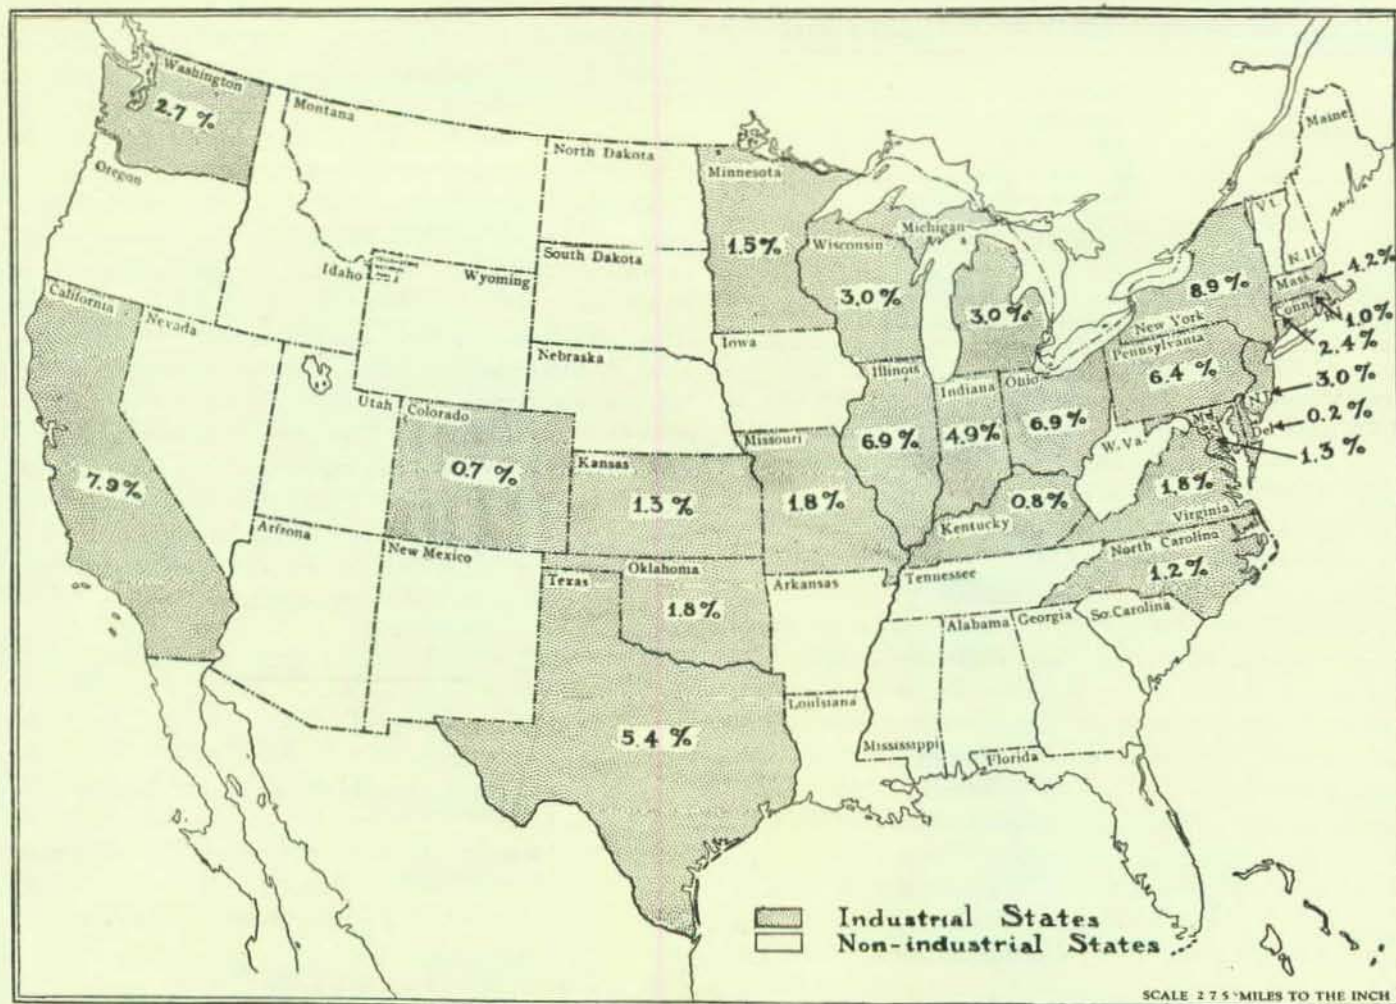 Washington
2.7 %
Montana
North Dakota
Minnesota
1.5%
Oregon
Idaho
Wyoming
South Dakota
Wisconsin
3.0 %
Michigan
3.0 %
Maine
Vt.
N.H.
Mass.
4.2%
Conn.
R.I.
1.0%
2.4 %
8.9 %
New York
California
7.9 %
Nevada
Utah
Colorado
0.7 %
Nebraska
Iowa
Illinois
6.9 %
Indiana
4.9%
Ohio
6.9%
Pennsylvania
6.4 %
N.J.
3.0 %
Del
0.2 %
Md.
1.3 %
W. Va.
1.8%
Virginia
Kansas
1.3 %
Missouri
1.8 %
0.8%
Kentucky
North Carolina
1.2%
Arizona
New Mexico
Texas
5.4 %
Oklahoma
1.8 %
Arkansas
Tennessee
So. Carolina
Alabama
Georgia
Louisiana
Mississippi
Florida
Industrial States
Non-industrial States
SCALE 275 MILES TO THE INCH